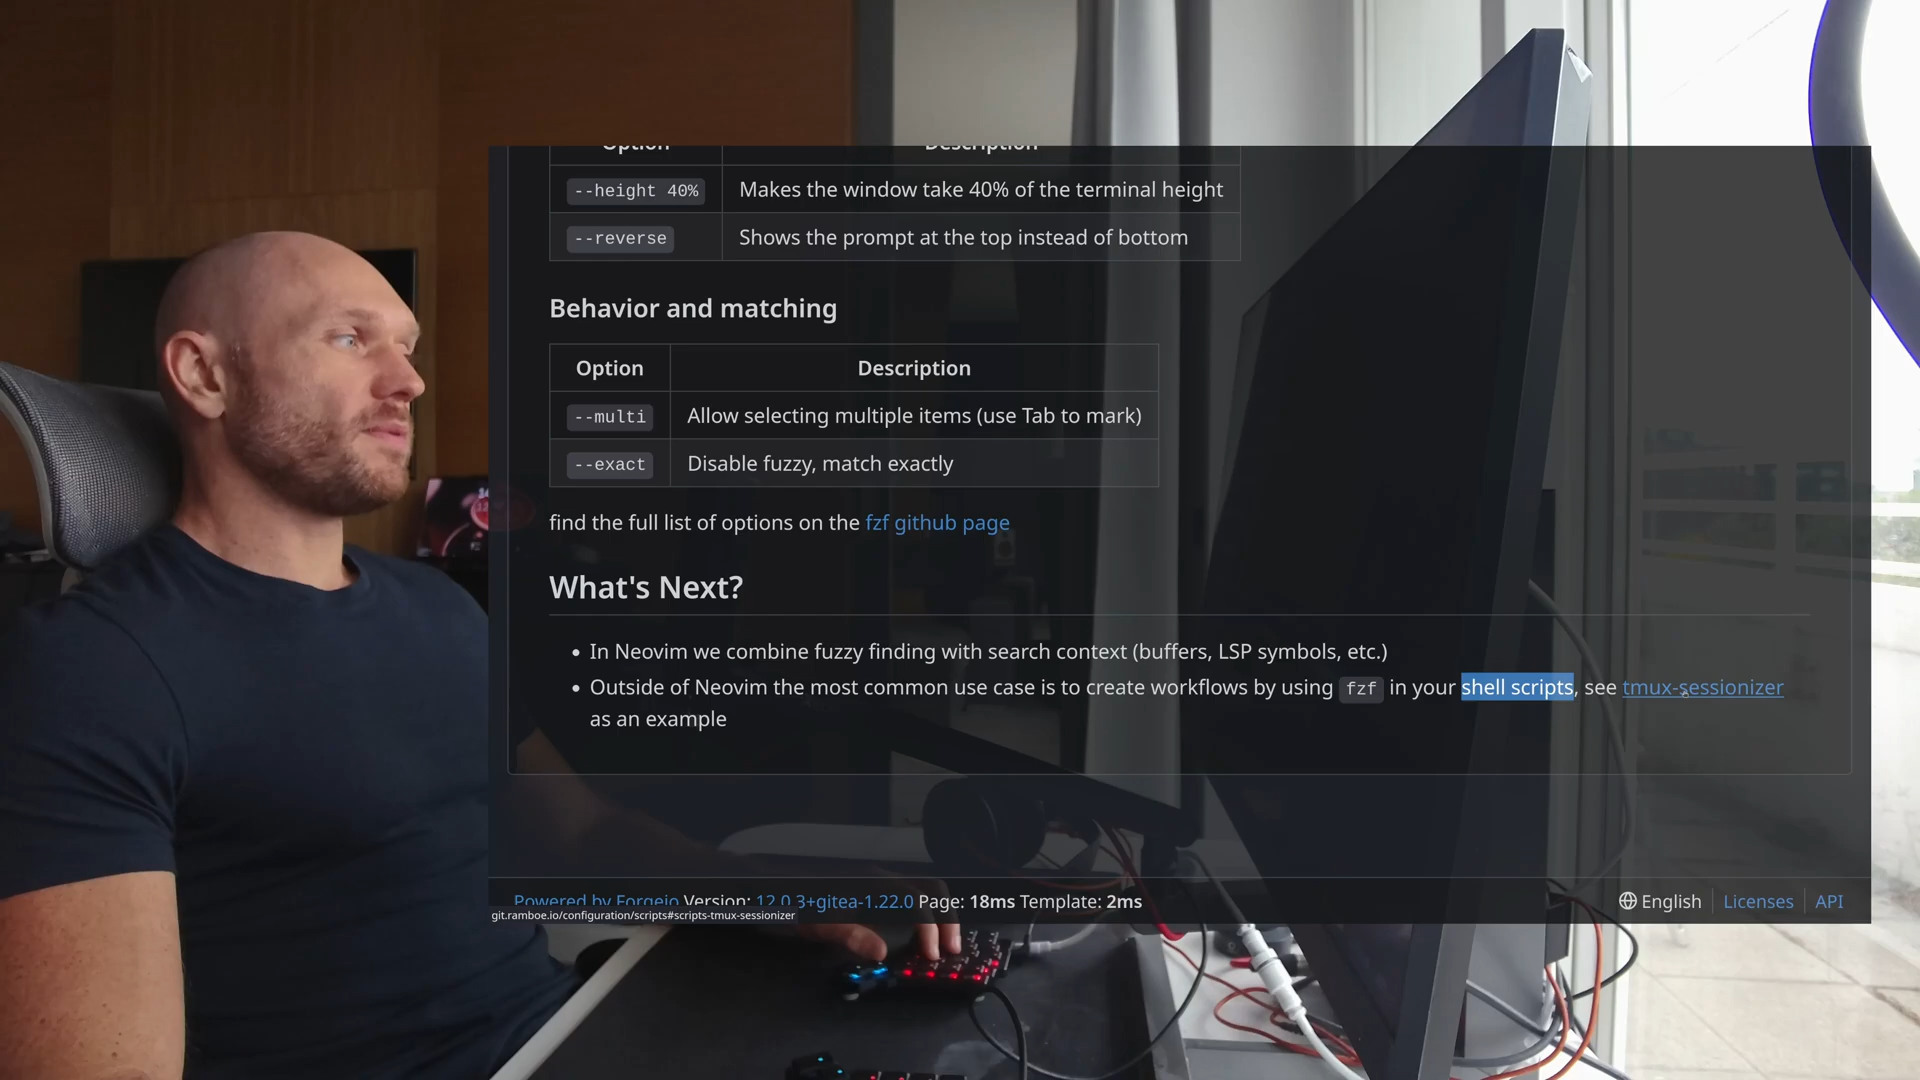 Option Description
--height 40% Makes the window take 40% of the terminal height
--reverse Shows the prompt at the top instead of bottom
Behavior and matching
Option Description
--multi Allow selecting multiple items (use Tab to mark)
--exact Disable fuzzy, match exactly
find the full list of options on the fzf github page
What's Next?
In Neovim we combine fuzzy finding with search context (buffers, LSP symbols, etc.)
Outside of Neovim the most common use case is to create workflows by using fzf in your shell scripts, see tmux-sessionizer
as an example
Powered by Forgejo Version: 12.0.3+gitea-1.22.0 Page: 18ms Template: 2ms
English Licenses API
git.ramboe.io/configuration/scripts#scripts-tmux-sessionizer